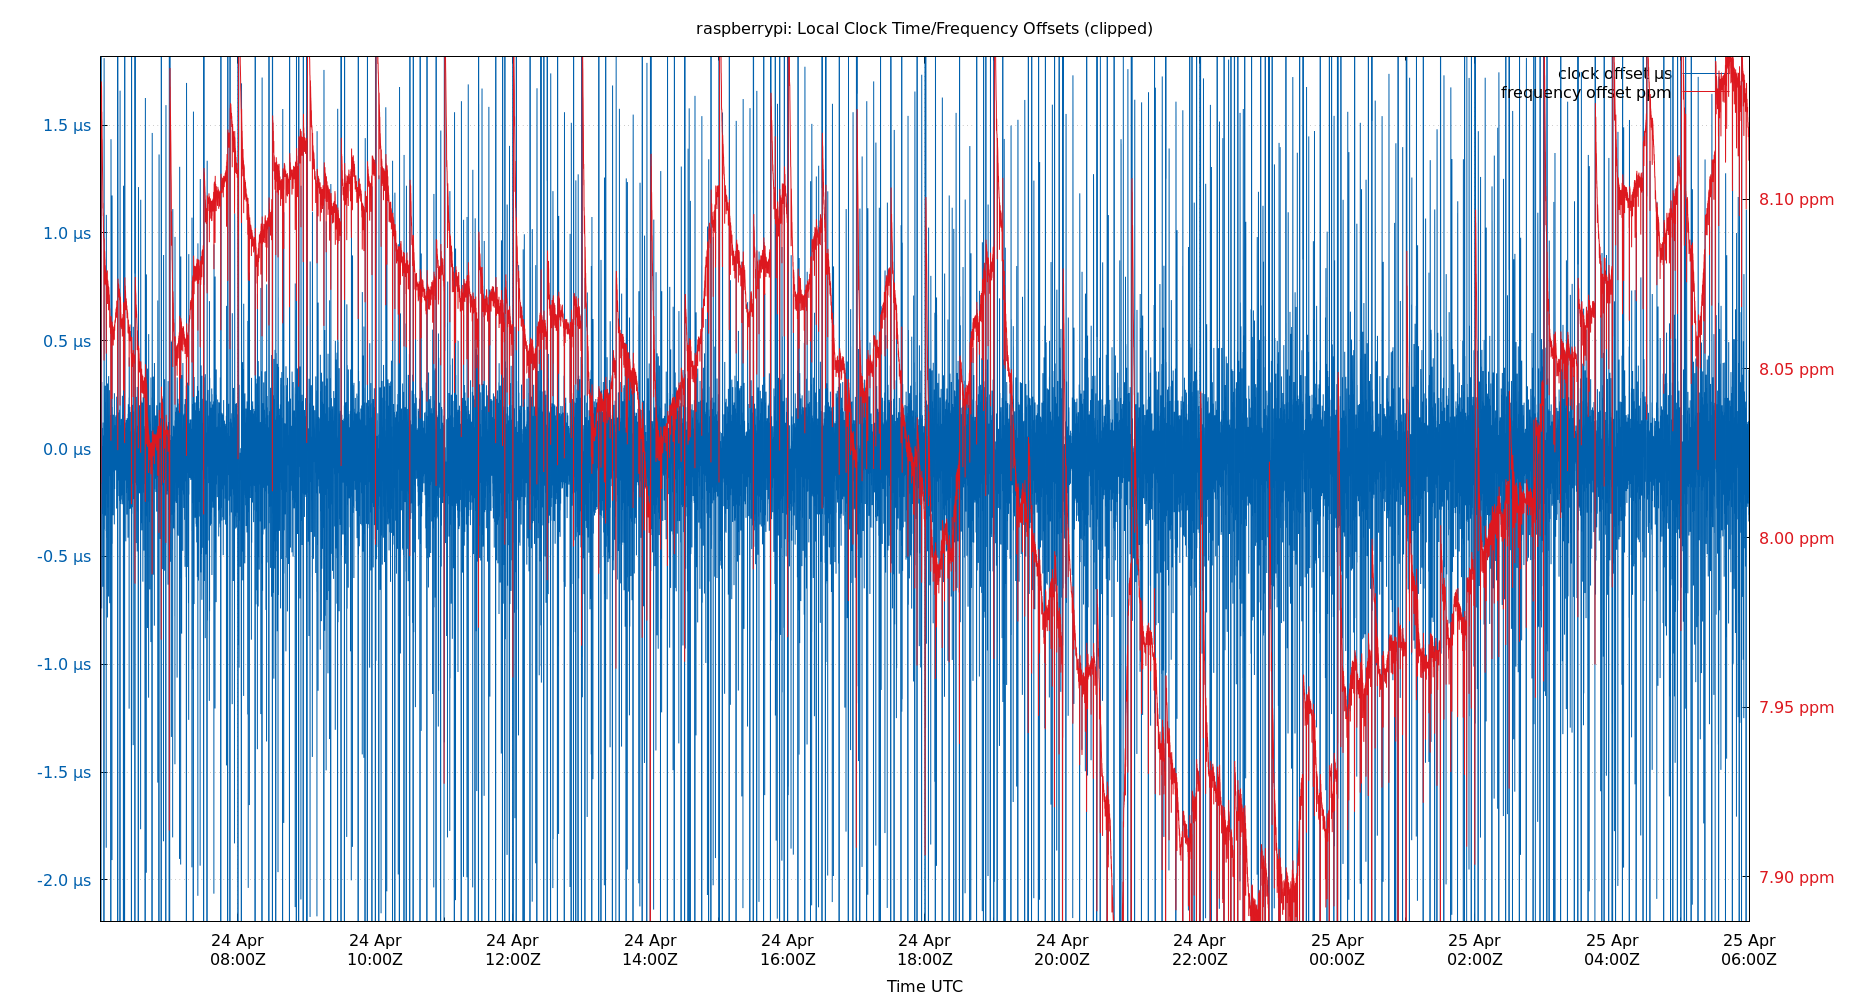 raspberrypi: Local Clock Time/Frequency Offsets (clipped)
clock offset µs
frequency offset ppm
1.5 µs
1.0 µs
0.5 µs
0.0 µs
-0.5 µs
-1.0 µs
-1.5 µs
-2.0 µs
8.10 ppm
8.05 ppm
8.00 ppm
7.95 ppm
7.90 ppm
24 Apr 24 Apr 24 Apr 24 Apr 24 Apr 24 Apr 24 Apr 24 Apr 25 Apr 25 Apr 25 Apr 25 Apr
08:00Z 10:00Z 12:00Z 14:00Z 16:00Z 18:00Z 20:00Z 22:00Z 00:00Z 02:00Z 04:00Z 06:00Z
Time UTC